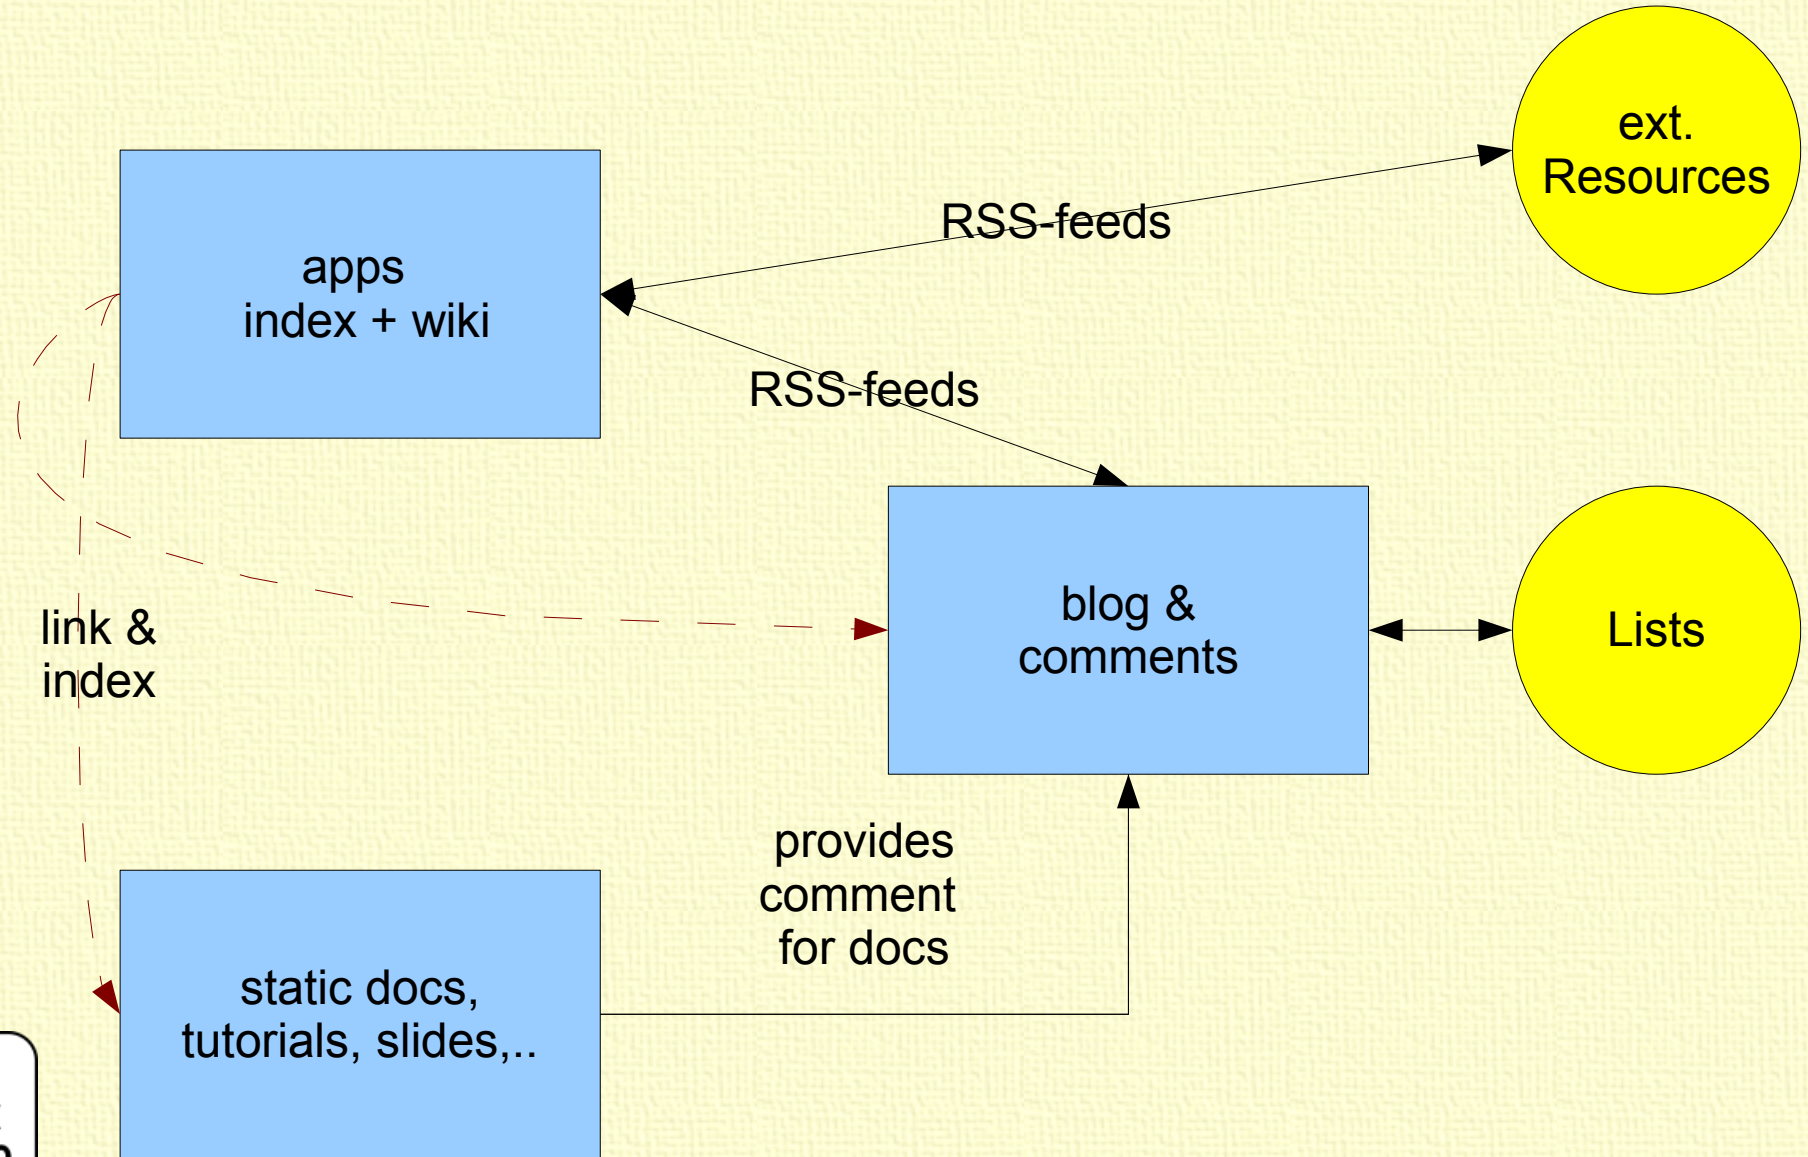 ext.
Resources
apps
index + wiki
RSS-feeds
RSS-feeds
blog &
comments
Lists
link &
index
provides
comment
for docs
static docs,
tutorials, slides,..